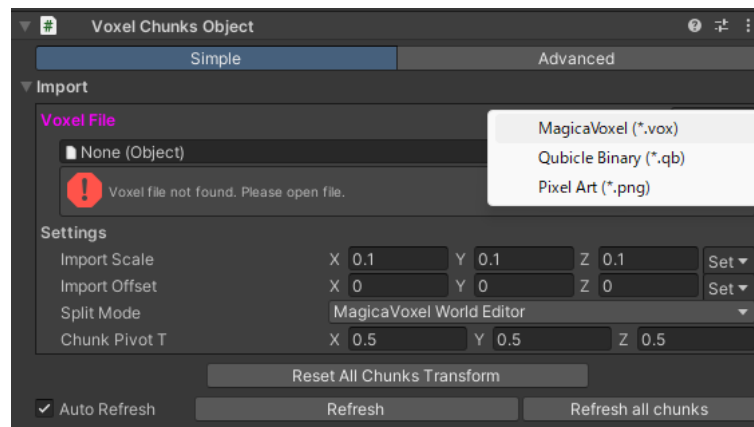 Voxel Chunks Object
Simple Advanced
Import
Voxel File
MagicaVoxel (*.vox)
None (Object)
Qubicle Binary (*.qb)
Voxel file not found. Please open file.
Pixel Art (*.png)
Settings
Import Scale X 0.1 Y 0.1 Z 0.1 Set
Import Offset X 0 Y 0 Z 0 Set
Split Mode MagicaVoxel World Editor
Chunk Pivot T X 0.5 Y 0.5 Z 0.5
Reset All Chunks Transform
Auto Refresh Refresh Refresh all chunks